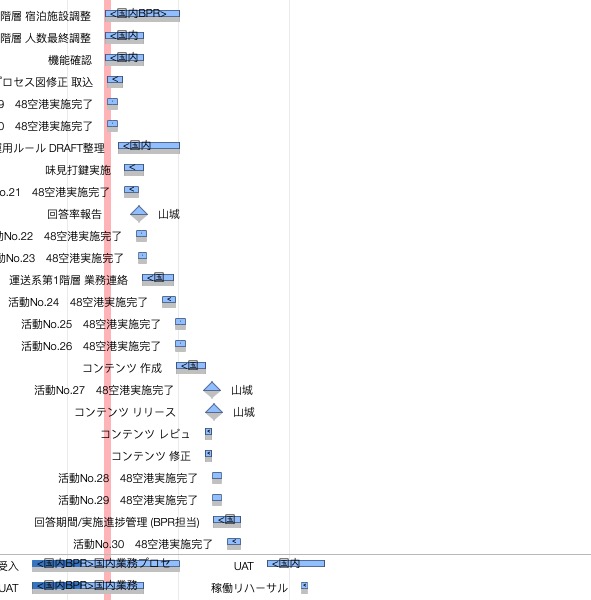 階層 宿泊施設調整 <国内BPR>
階層 人数最終調整 <国内
機能確認 <国内
プロセス図修正 取込 <
9 48空港実施完了
0 48空港実施完了
用ルール DRAFT整理 <国内
味見打鍵実施 <
o.21 48空港実施完了 <
回答率報告 山城
動No.22 48空港実施完了
動No.23 48空港実施完了
運送系第1階層 業務連絡 <国
活動No.24 48空港実施完了 <
活動No.25 48空港実施完了
活動No.26 48空港実施完了
コンテンツ 作成 <国
活動No.27 48空港実施完了 山城
コンテンツ リリース 山城
コンテンツ レビュ <
コンテンツ 修正 <
活動No.28 48空港実施完了
活動No.29 48空港実施完了
回答期間/実施進捗管理 (BPR担当) <国
活動No.30 48空港実施完了 <
受入 <国内BPR>国内業務プロセ UAT <国内
UAT <国内BPR>国内業務 稼働リハーサル <